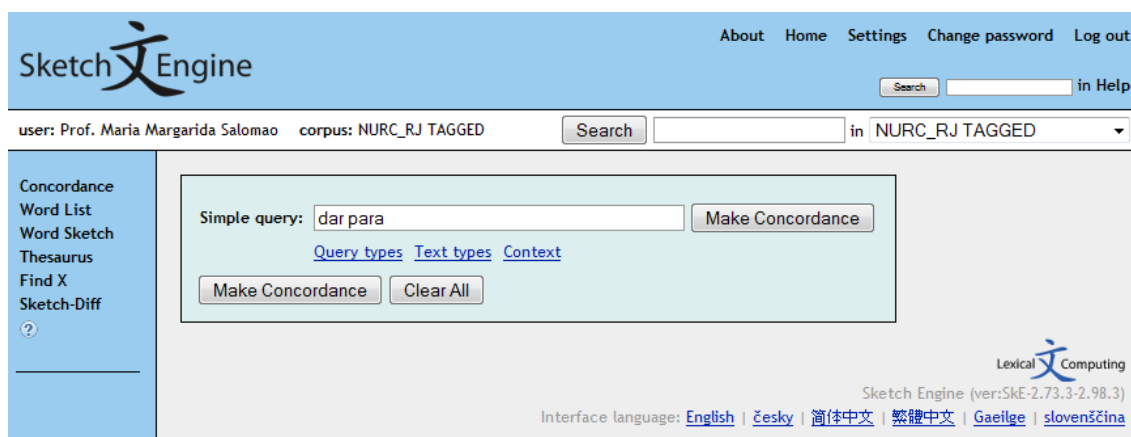 About Home Settings Change password Log out
Sketch文Engine
Search in Help
user: Prof. Maria Margarida Salomao corpus: NURC_RJ TAGGED Search in NURC_RJ TAGGED
Concordance
Word List
Word Sketch
Thesaurus
Find X
Sketch-Diff
?
Simple query: dar para Make Concordance
Query types Text types Context
Make Concordance Clear All
Lexical文Computing
Sketch Engine (ver:SkE-2.73.3-2.98.3)
Interface language: English | česky | 简体中文 | 繁體中文 | Gaeilge | slovenščina